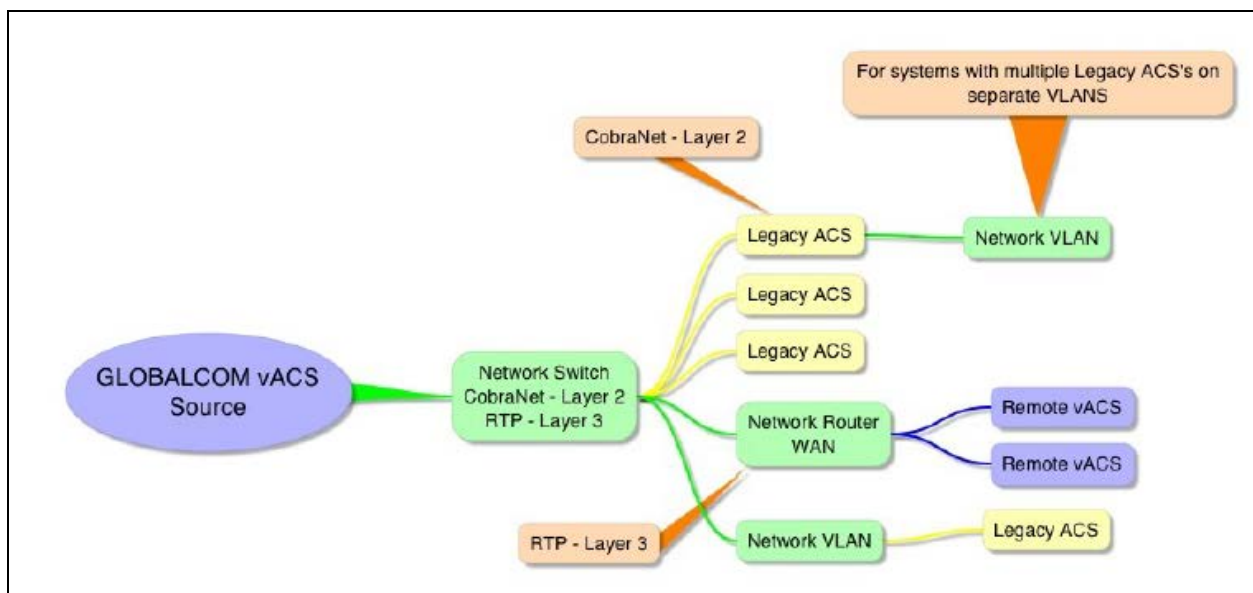 For systems with multiple Legacy ACS's on
separate VLANS
CobraNet - Layer 2
Legacy ACS
Network VLAN
Legacy ACS
Legacy ACS
GLOBALCOM vACS
Source
Network Switch
CobraNet - Layer 2
RTP - Layer 3
Network Router
WAN
Remote vACS
Remote vACS
RTP - Layer 3
Network VLAN
Legacy ACS